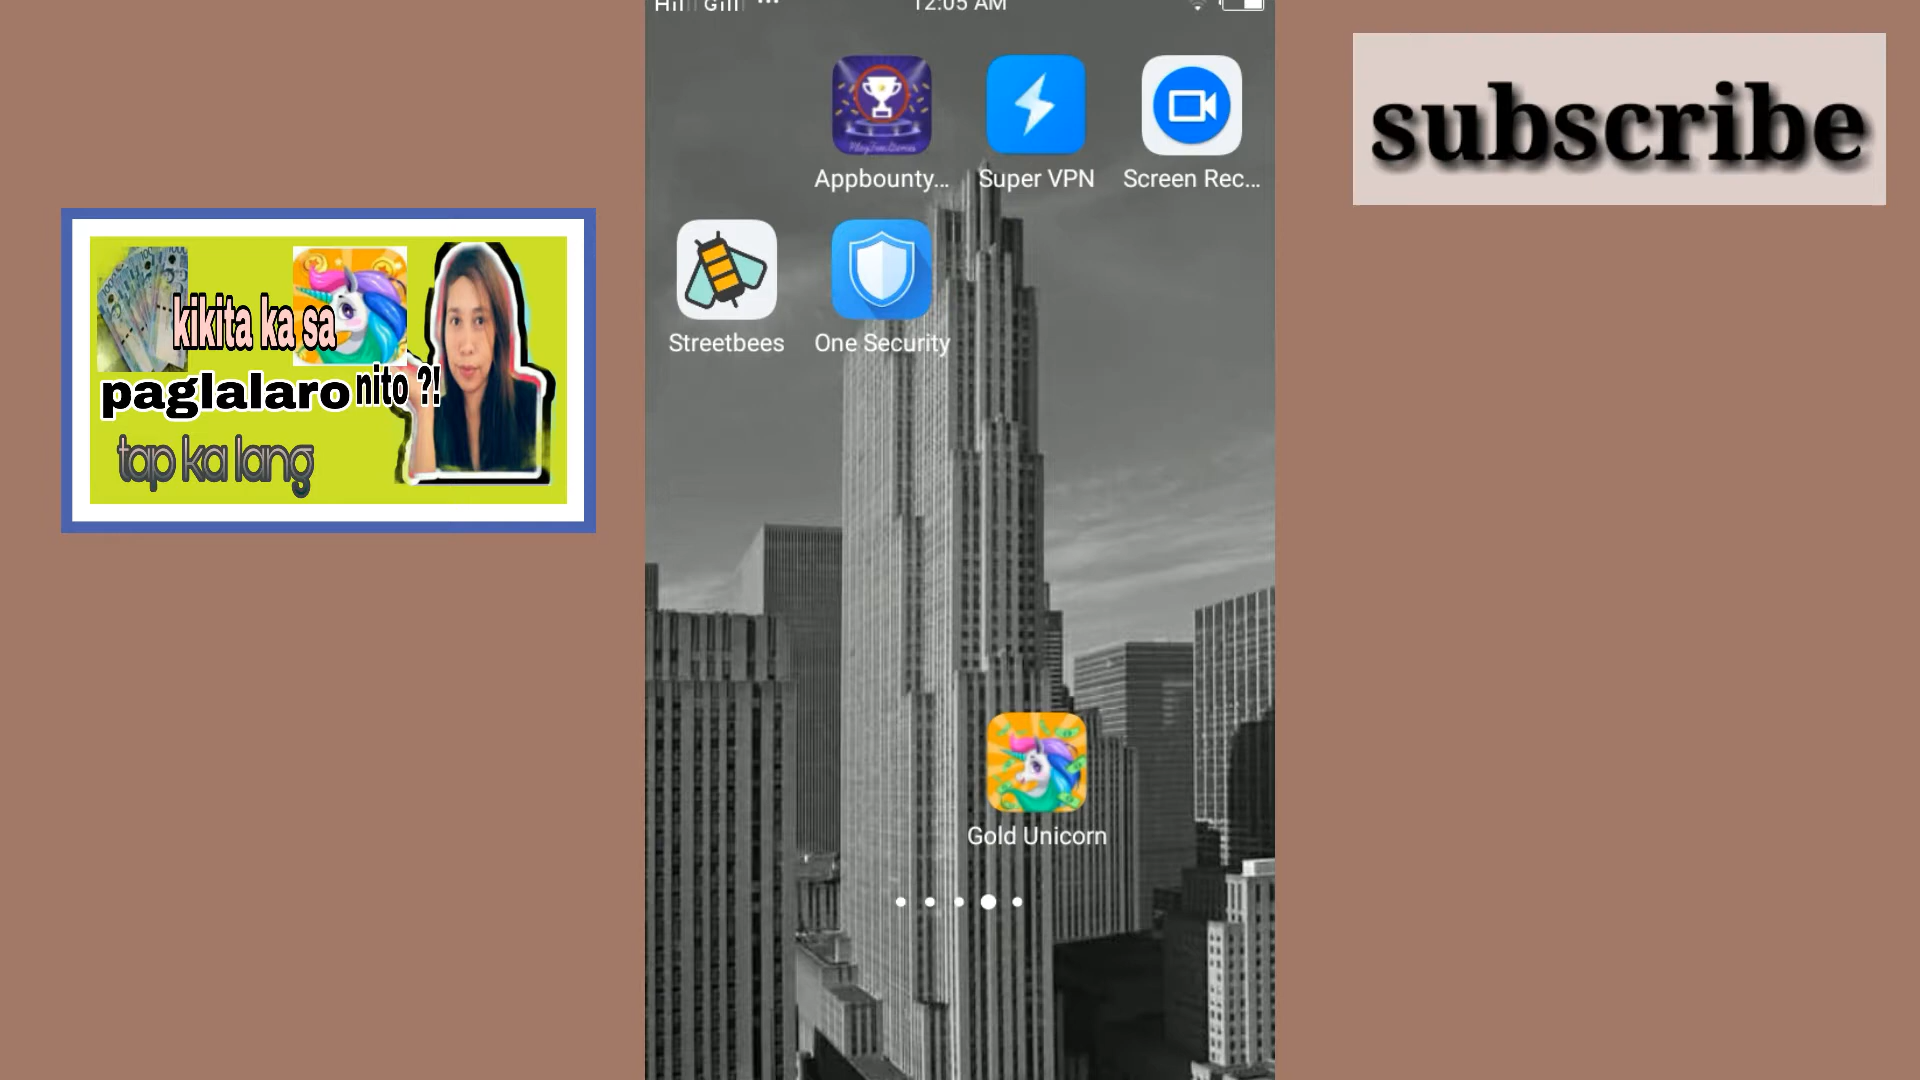 12:05 AM
Appbounty...
Super VPN
Screen Rec...
Streetbees
One Security
Gold Unicorn
kikita ka sa
paglalaro nito ?!
tap ka lang
subscribe